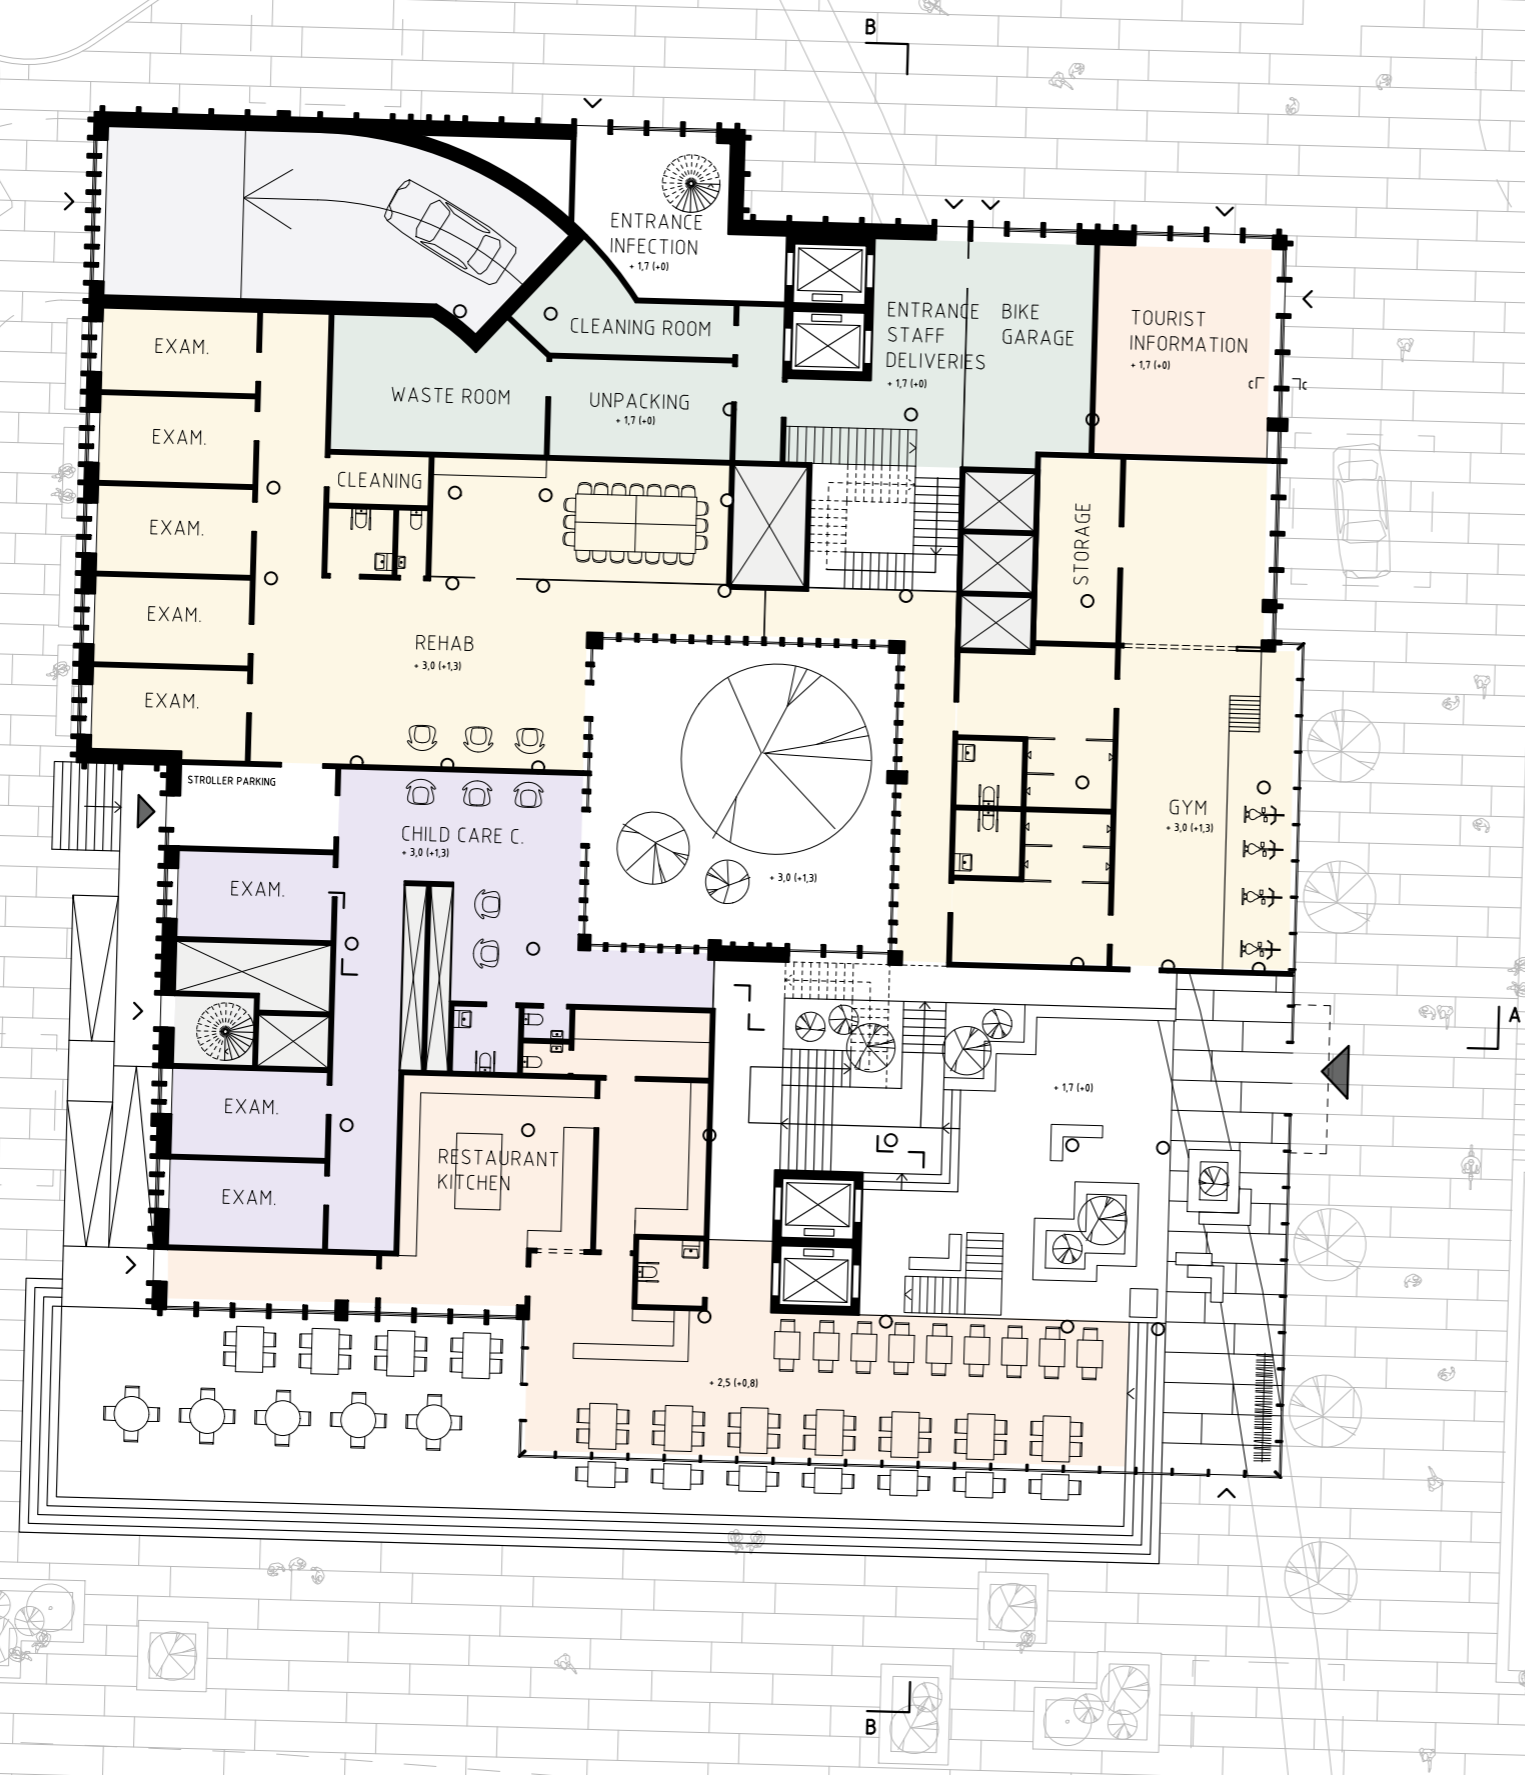 B
ENTRANCE
INFECTION
+ 1,7 (+0)
CLEANING ROOM
ENTRANCE
STAFF
DELIVERIES
+ 1,7 (+0)
BIKE
GARAGE
TOURIST
INFORMATION
+ 1,7 (+0)
C
C
EXAM.
WASTE ROOM
UNPACKING
+ 1,7 (+0)
EXAM.
CLEANING
EXAM.
STORAGE
EXAM.
REHAB
+ 3,0 (+1,3)
EXAM.
STROLLER PARKING
CHILD CARE C.
+ 3,0 (+1,3)
GYM
+ 3,0 (+1,3)
+ 3,0 (+1,3)
EXAM.
A
+ 1,7 (+0)
EXAM.
RESTAURANT
KITCHEN
EXAM.
+ 2,5 (+0,8)
B